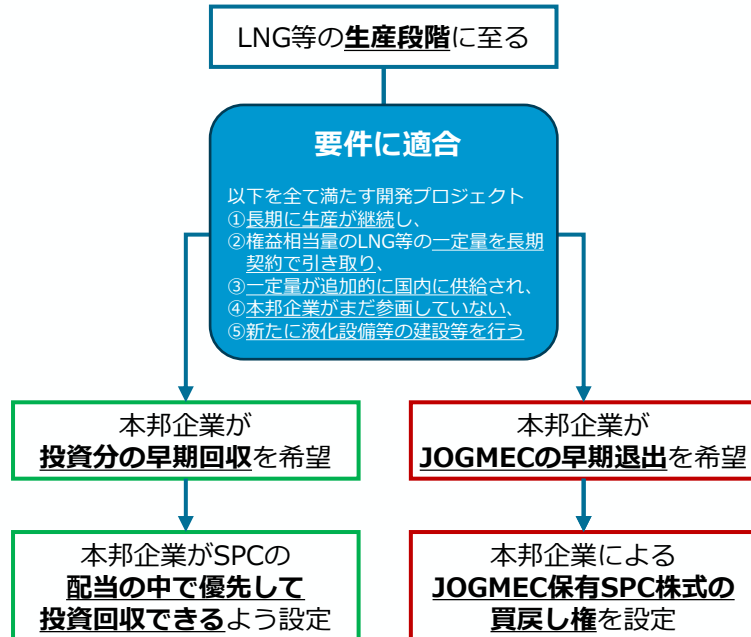 LNG等の生産段階に至る
要件に適合
以下を全て満たす開発プロジェクト
①長期に生産が継続し、
②権益相当量のLNG等の一定量を長期
契約で引き取り、
③一定量が追加的に国内に供給され、
④本邦企業がまだ参画していない、
⑤新たに液化設備等の建設等を行う
本邦企業が
投資分の早期回収を希望
本邦企業が
JOGMECの早期退出を希望
本邦企業がSPCの
配当の中で優先して
投資回収できるよう設定
本邦企業による
JOGMEC保有SPC株式の
買戻し権を設定